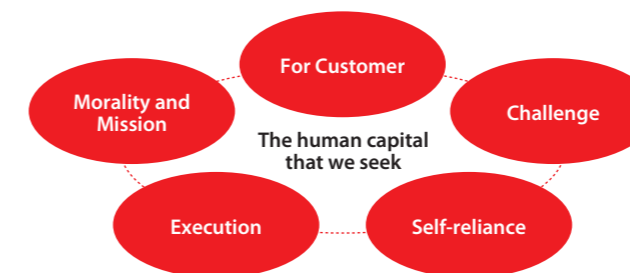 For Customer
Morality and
Mission
Challenge
The human capital
that we seek
Execution
Self-reliance